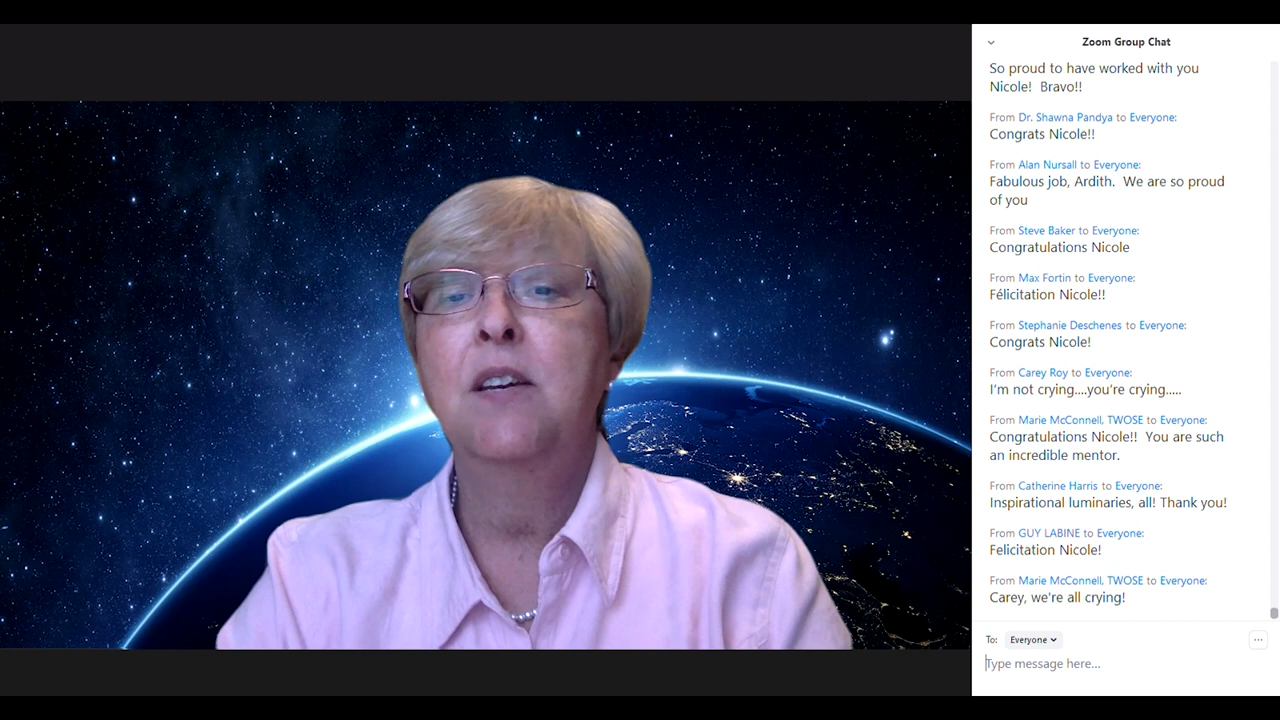 Zoom Group Chat
So proud to have worked with you
Nicole!  Bravo!!
From Dr. Shawna Pandya to Everyone:
Congrats Nicole!!
From Alan Nursall to Everyone:
Fabulous job, Ardith.  We are so proud
of you
From Steve Baker to Everyone:
Congratulations Nicole
From Max Fortin to Everyone:
Félicitation Nicole!!
From Stephanie Deschenes to Everyone:
Congrats Nicole!
From Carey Roy to Everyone:
I'm not crying....you're crying.....
From Marie McConnell, TWOSE to Everyone:
Congratulations Nicole!!  You are such
an incredible mentor.
From Catherine Harris to Everyone:
Inspirational luminaries, all! Thank you!
From GUY LABINE to Everyone:
Felicitation Nicole!
From Marie McConnell, TWOSE to Everyone:
Carey, we're all crying!
To: Everyone
Type message here...